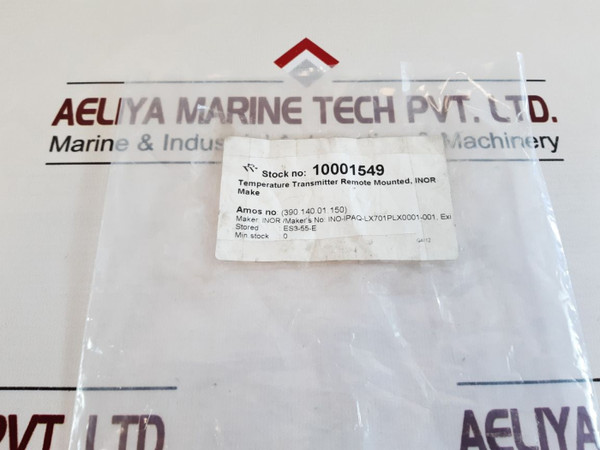 AELIYA MARINE TECH PVT. LTD.
Marine & Industrial & Machinery
Stock no: 10001549
Temperature Transmitter Remote Mounted, INOR
Make
Amos no (390.140.01.150)
Maker INOR /Maker's No: INO-IPAQ-LX701PLX0001-001, Exi
Stored ES3-55-E
Min. stock 0
PVT. LTD.
AELIYA